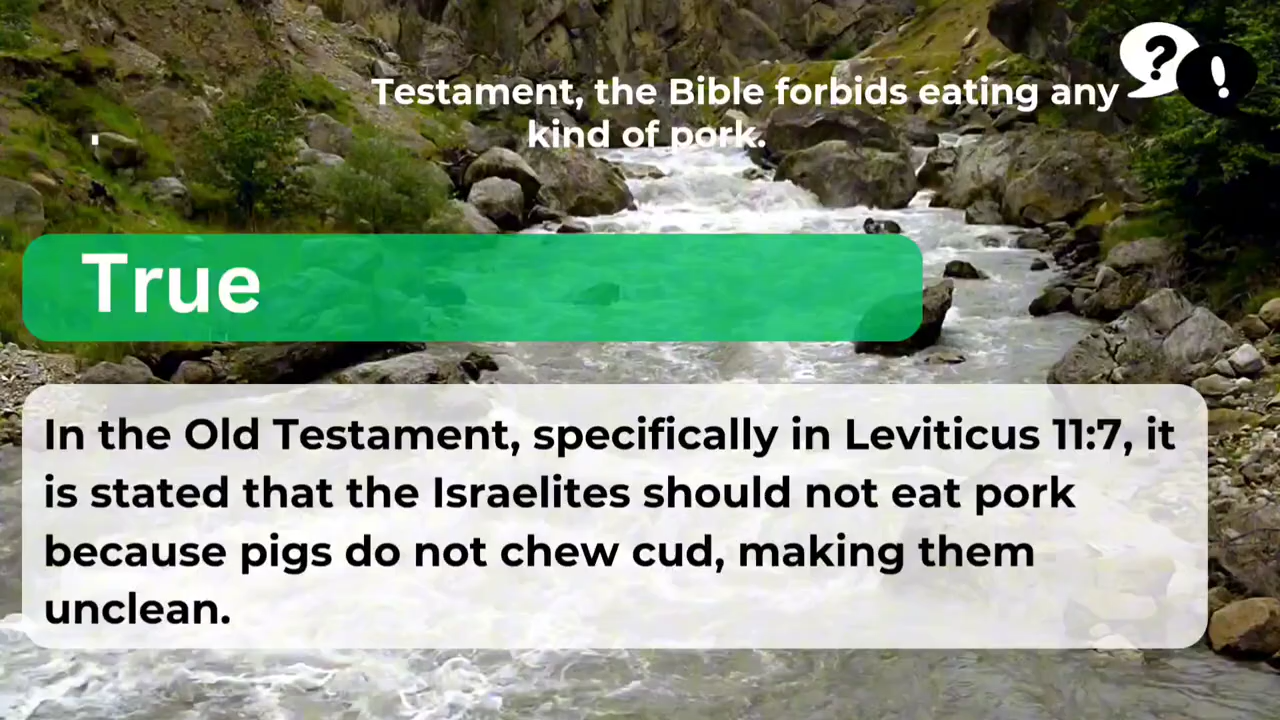 Testament, the Bible forbids eating any
kind of pork.
True
In the Old Testament, specifically in Leviticus 11:7, it
is stated that the Israelites should not eat pork
because pigs do not chew cud, making them
unclean.